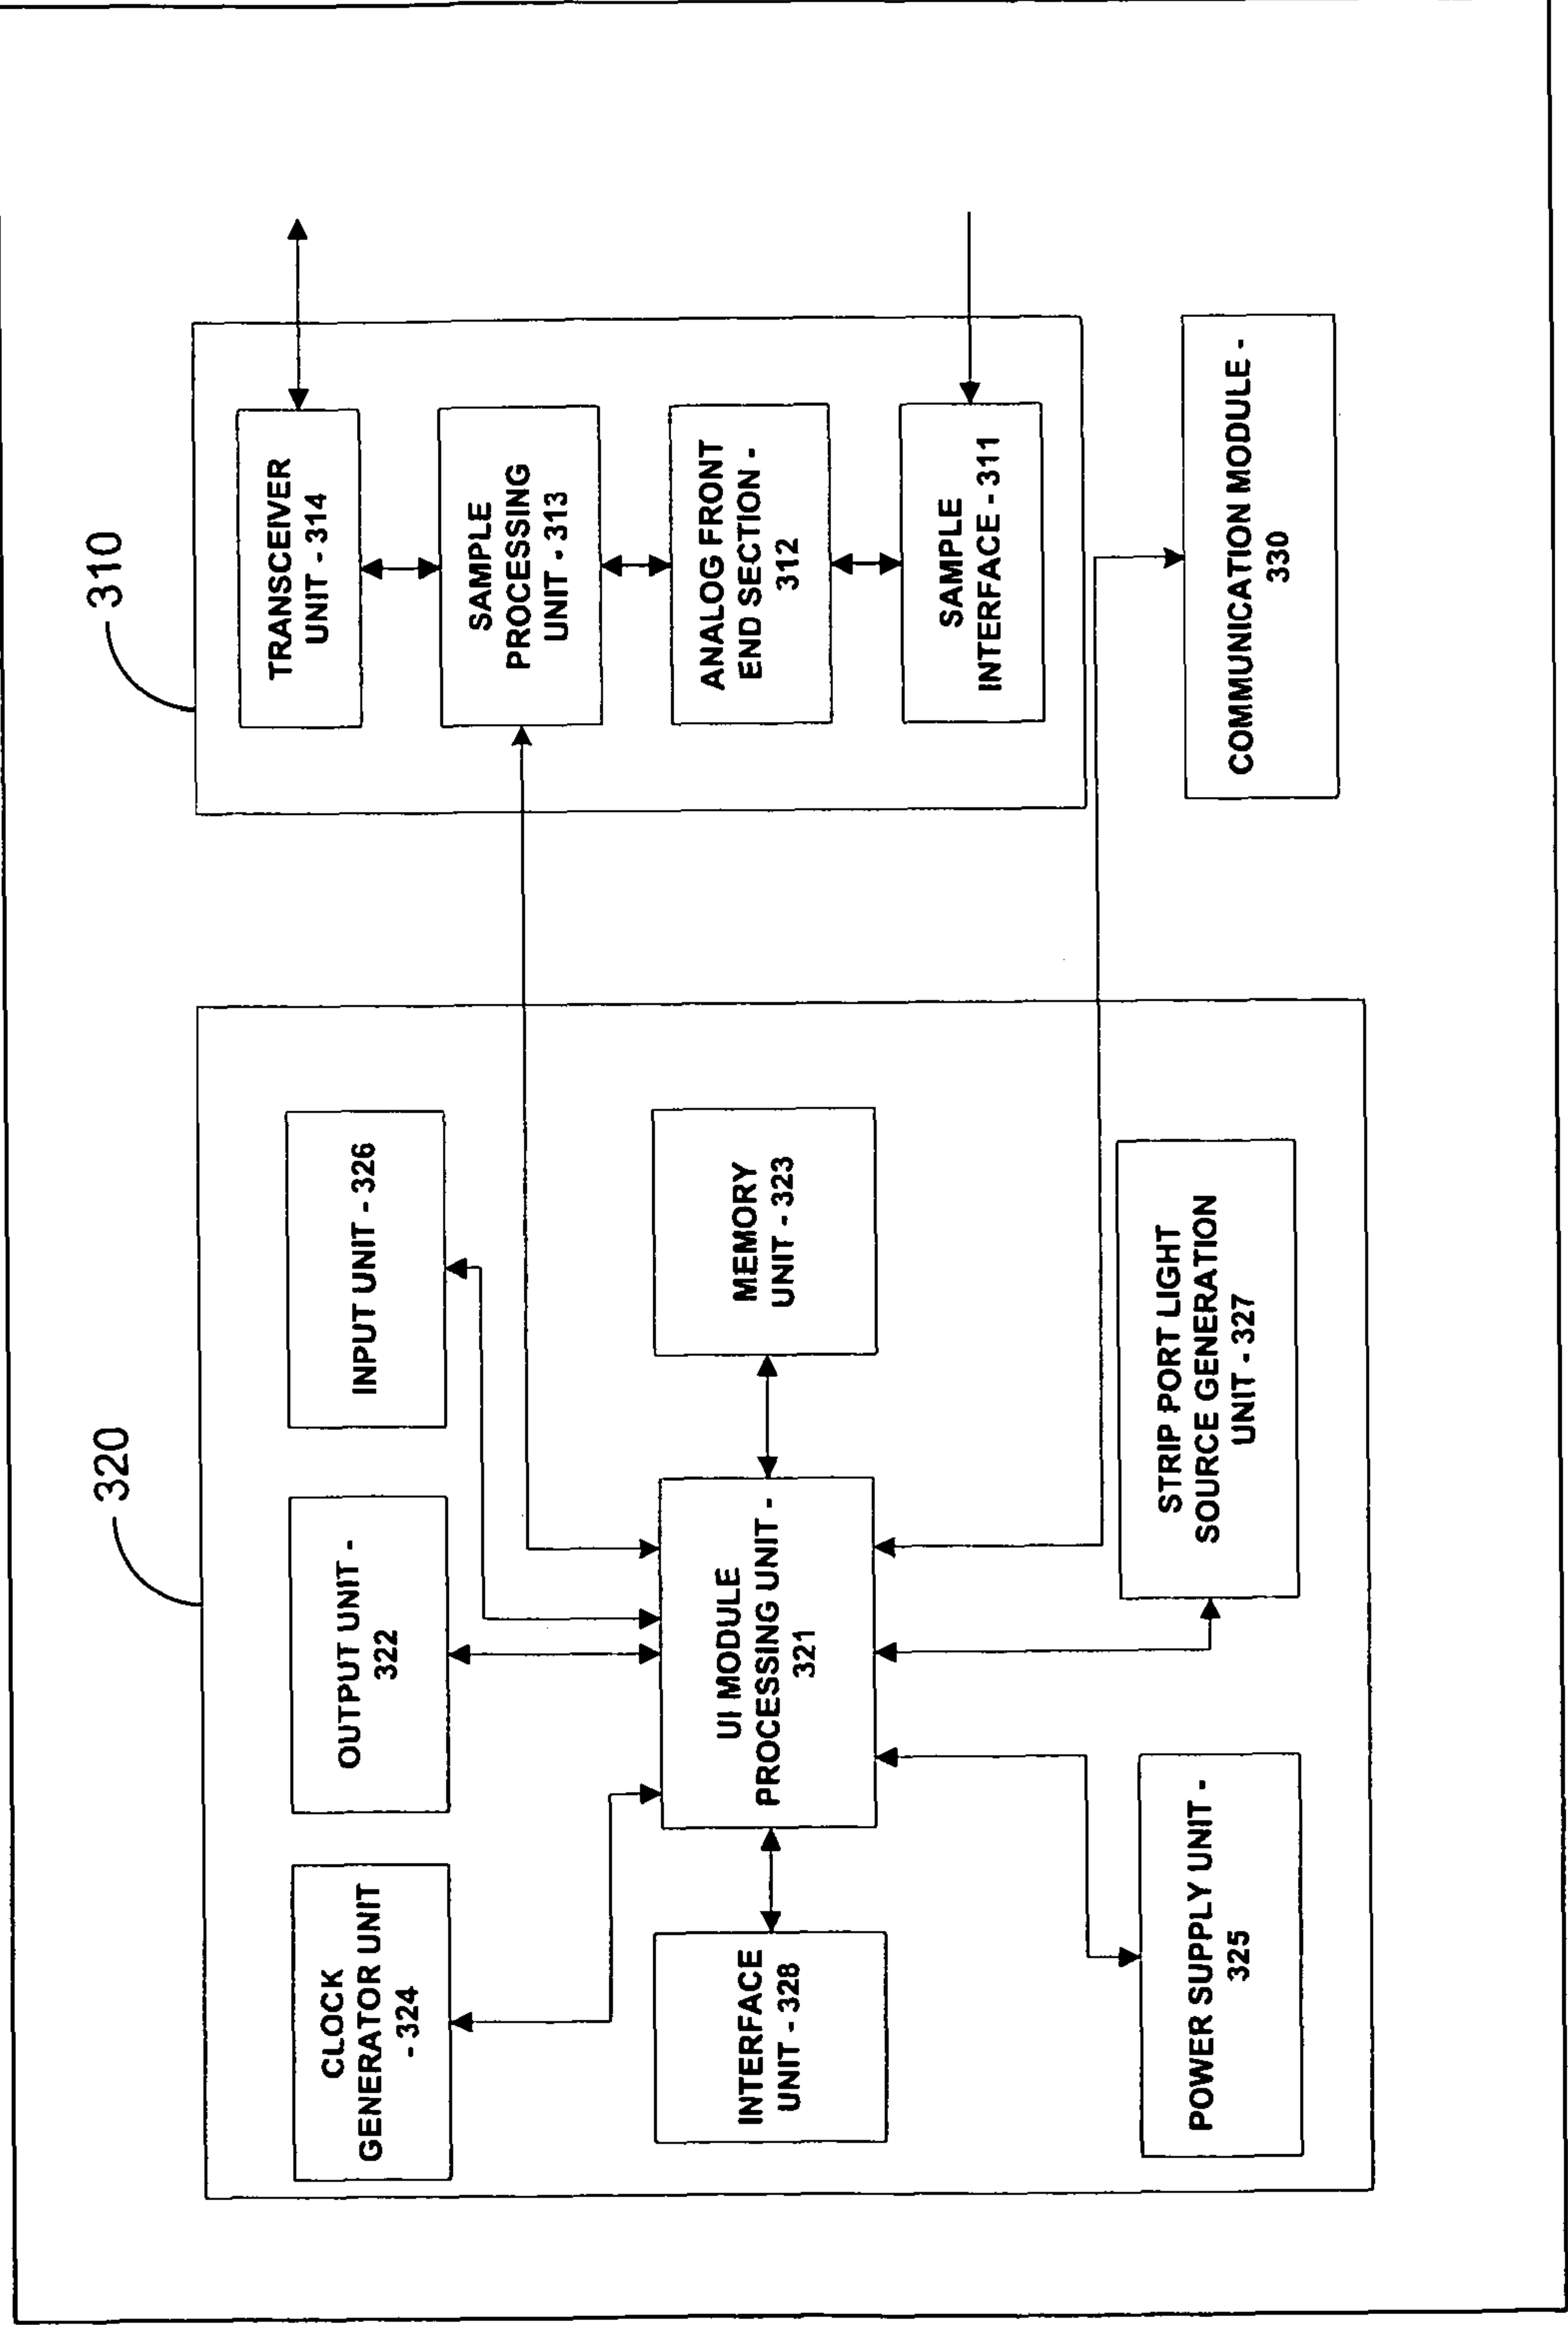 320
310
CLOCK
GENERATOR UNIT
- 324
OUTPUT UNIT -
322
INPUT UNIT - 326
TRANSCEIVER
UNIT - 314
SAMPLE
PROCESSING
UNIT - 313
INTERFACE
UNIT - 328
UI MODULE
PROCESSING UNIT -
321
MEMORY
UNIT - 323
ANALOG FRONT
END SECTION -
312
SAMPLE
INTERFACE - 311
POWER SUPPLY UNIT -
325
STRIP PORT LIGHT
SOURCE GENERATION
UNIT - 327
COMMUNICATION MODULE -
330